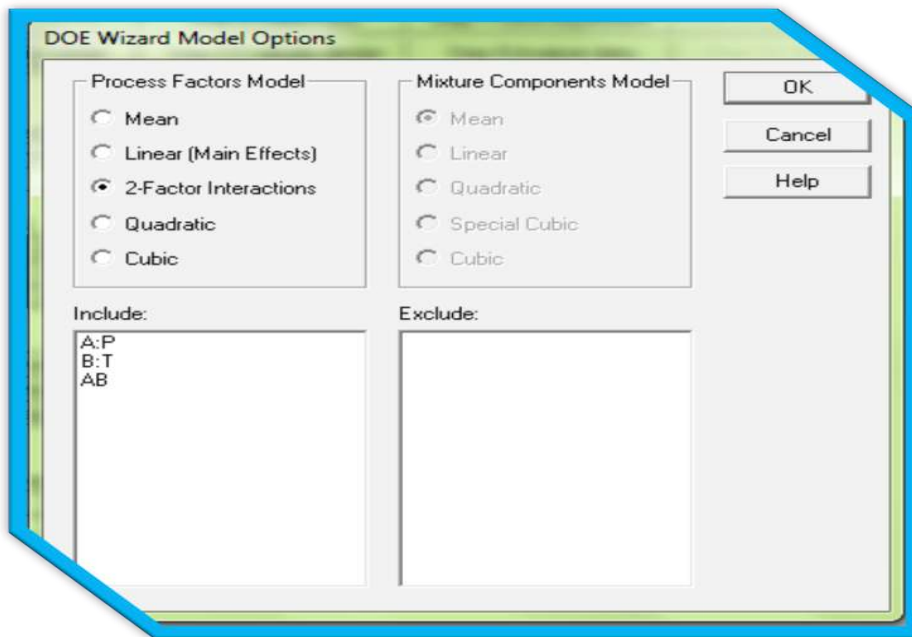 DOE Wizard Model Options
Process Factors Model
Mean
Linear (Main Effects)
2-Factor Interactions
Quadratic
Cubic
Mixture Components Model
Mean
Linear
Quadratic
Special Cubic
Cubic
OK
Cancel
Help
Include:
A:P
B:T
AB
Exclude: